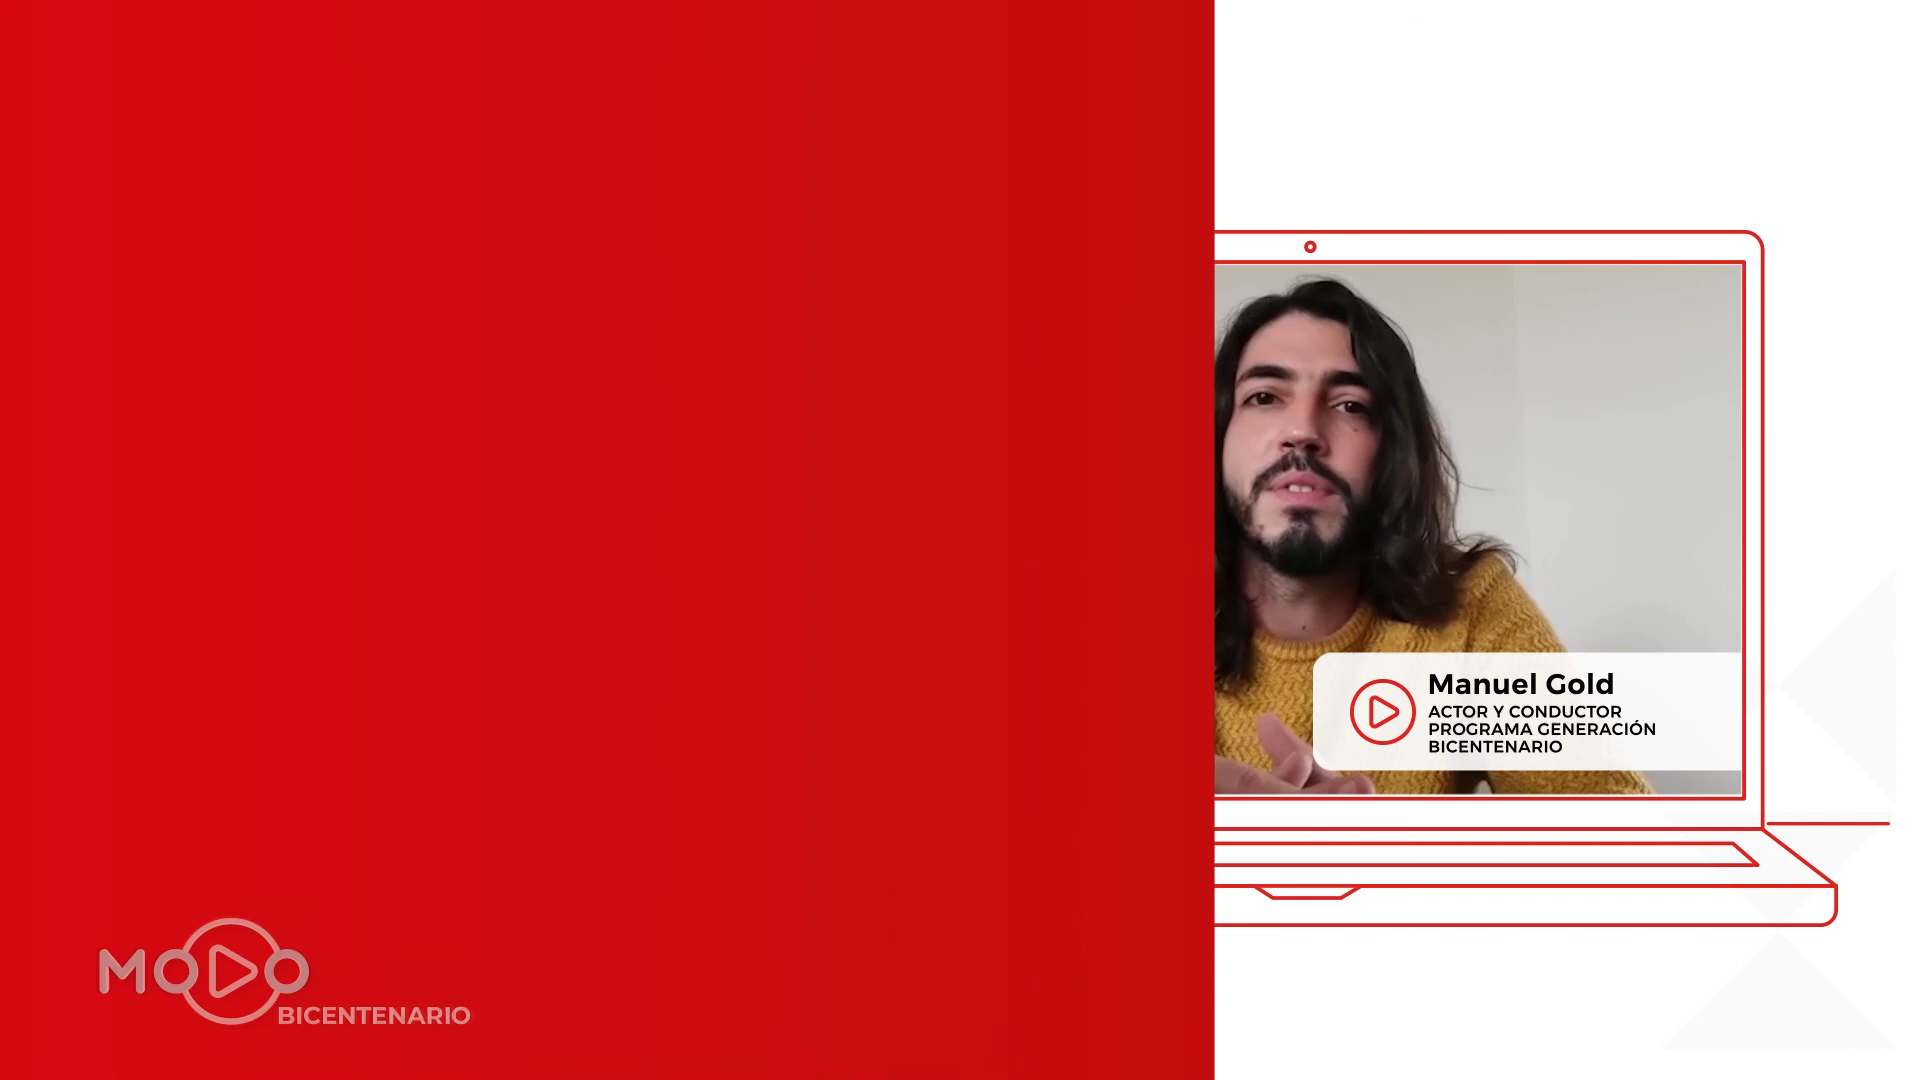 Manuel Gold
ACTOR Y CONDUCTOR
PROGRAMA GENERACIÓN
BICENTENARIO
MODO
BICENTENARIO